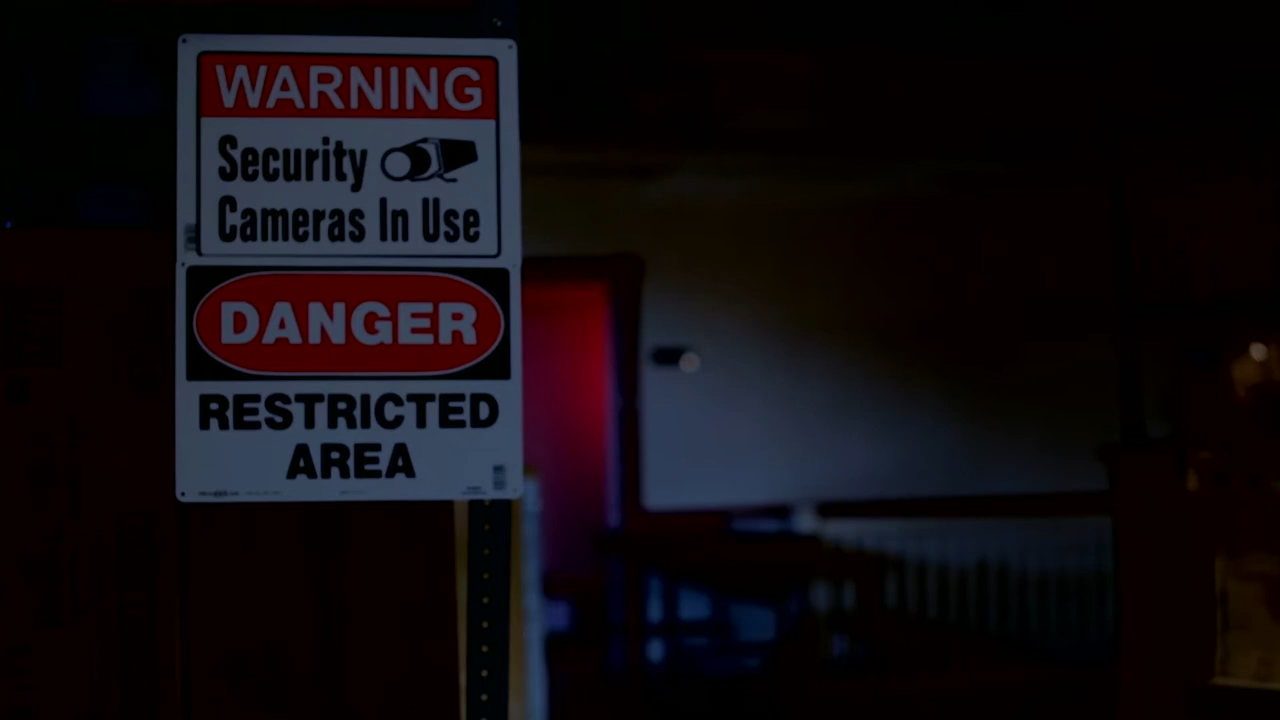 WARNING
Security
Cameras In Use
DANGER
RESTRICTED
AREA